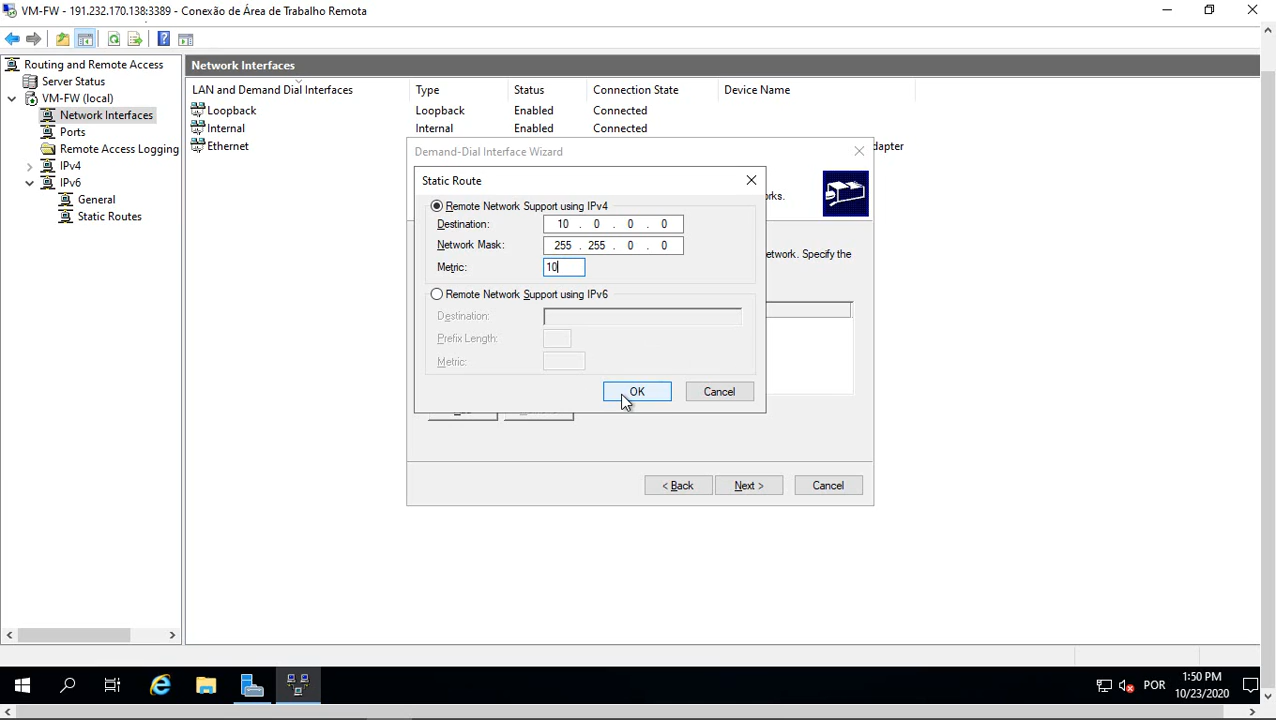 VM-FW - 191.232.170.138:3389 - Conexão de Área de Trabalho Remota
Routing and Remote Access
Server Status
VM-FW (local)
Network Interfaces
Ports
Remote Access Logging
IPv4
IPv6
General
Static Routes
Network Interfaces
LAN and Demand Dial Interfaces Type Status Connection State Device Name
Loopback Loopback Enabled Connected
Internal Internal Enabled Connected
Ethernet dapter
Demand-Dial Interface Wizard
rks.
etwork. Specify the
Static Route
Remote Network Support using IPv4
Destination: 10 . 0 . 0 . 0
Network Mask: 255 . 255 . 0 . 0
Metric: 10
Remote Network Support using IPv6
Destination:
Prefix Length:
Metric:
OK Cancel
< Back Next > Cancel
POR
1:50 PM
10/23/2020